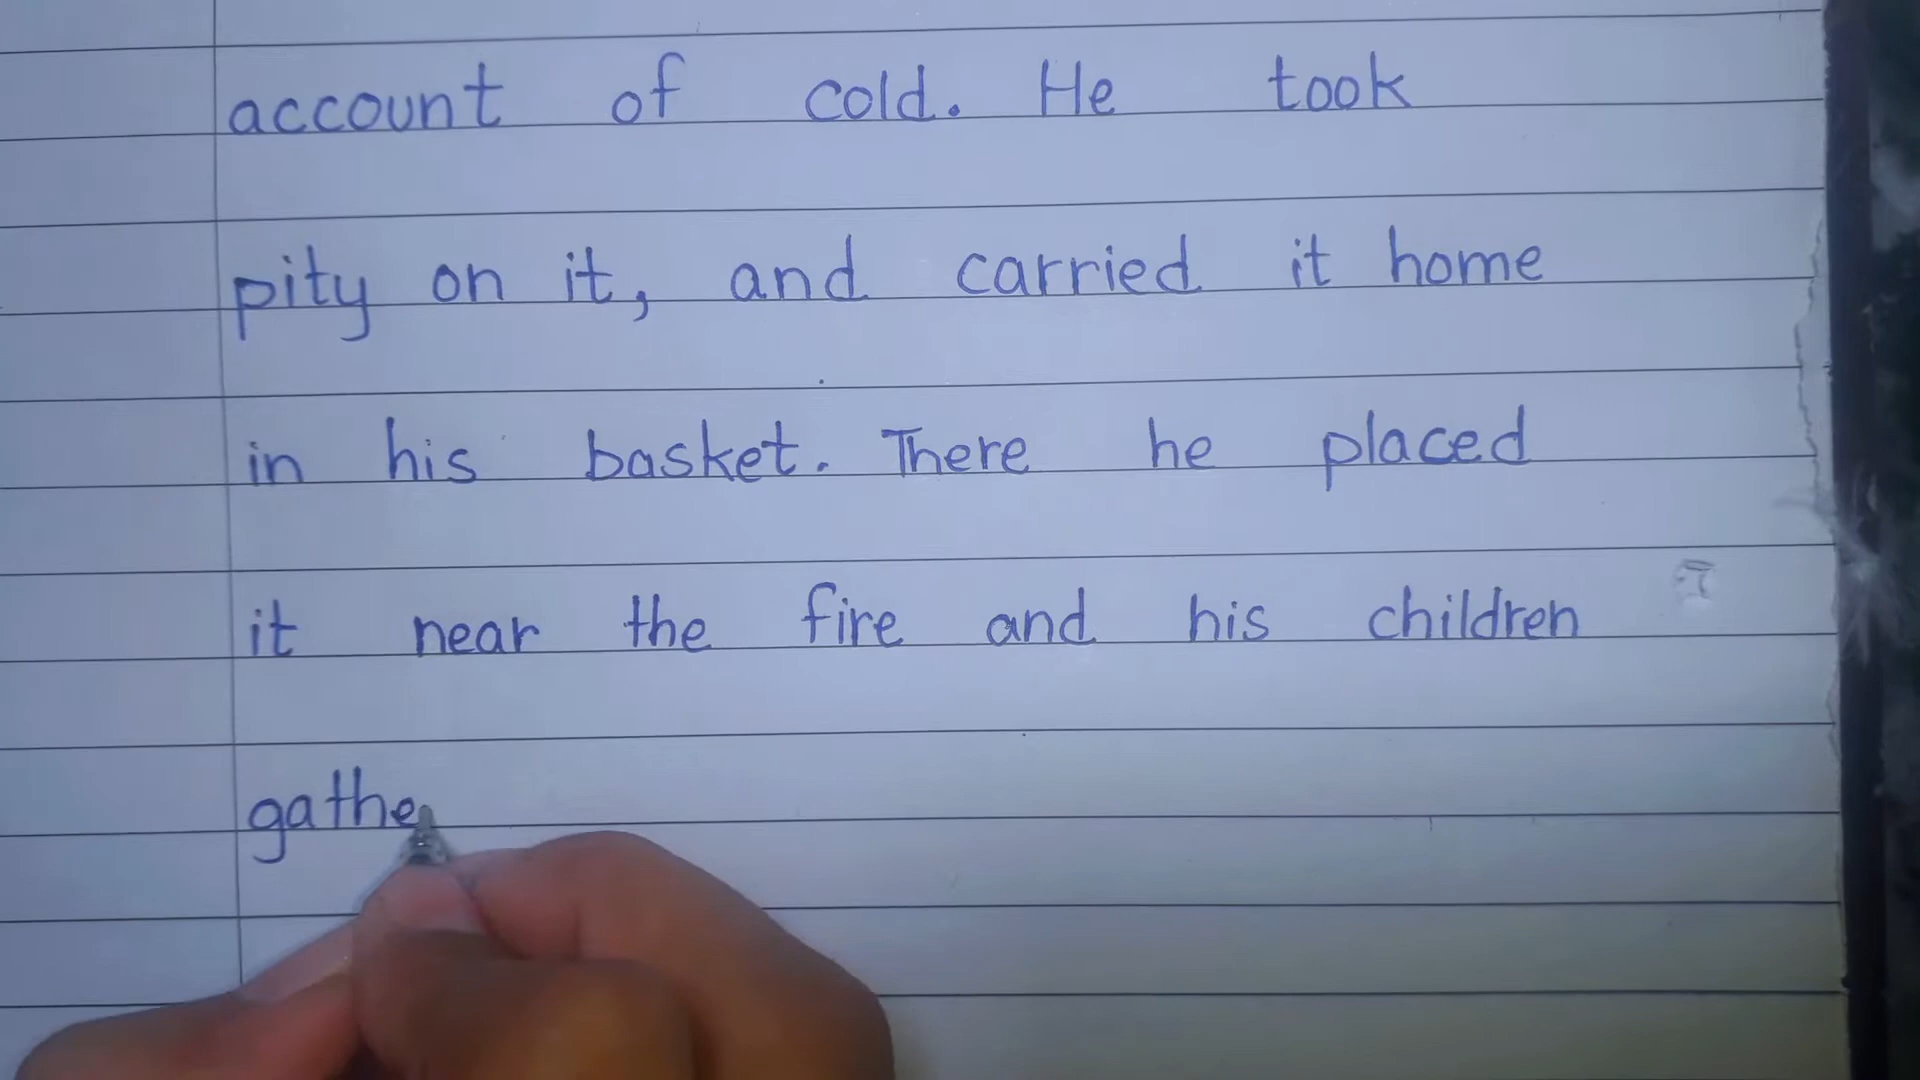 account of cold. He took
pity on it, and carried it home
in his basket. There he placed
it near the fire and his children
gathe